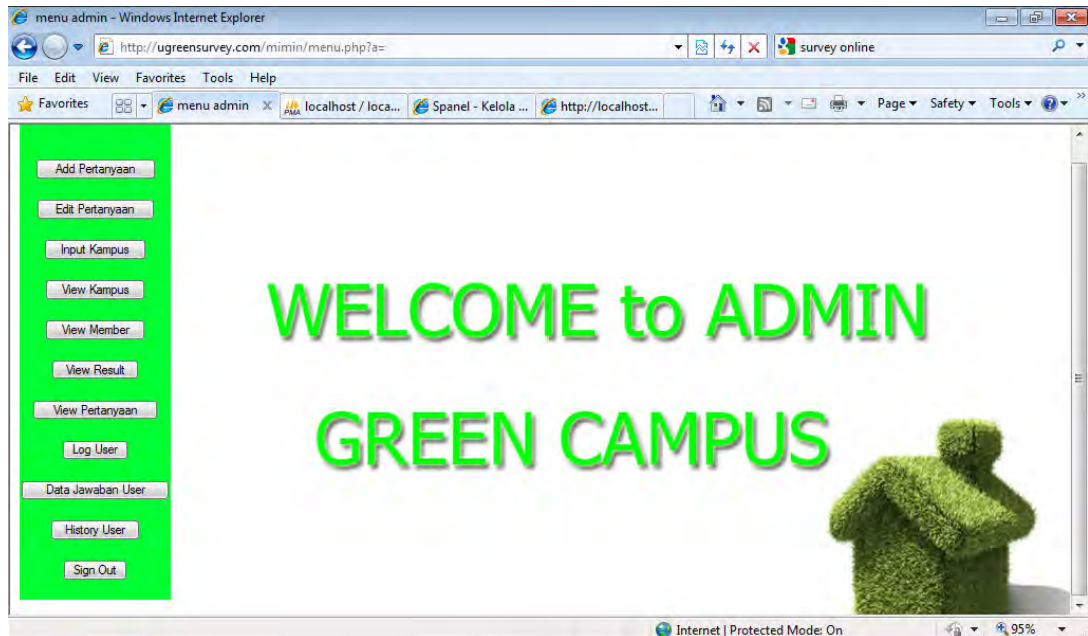 menu admin - Windows Internet Explorer
http://ugreensurvey.com/mimin/menu.php?a=
survey online
File Edit View Favorites Tools Help
Favorites menu admin localhost / loca... Spanel - Kelola ... http://localhost... Page Safety Tools
Add Pertanyaan
Edit Pertanyaan
Input Kampus
View Kampus
View Member
View Result
View Pertanyaan
Log User
Data Jawaban User
History User
Sign Out
WELCOME to ADMIN
GREEN CAMPUS
Internet | Protected Mode: On 95%